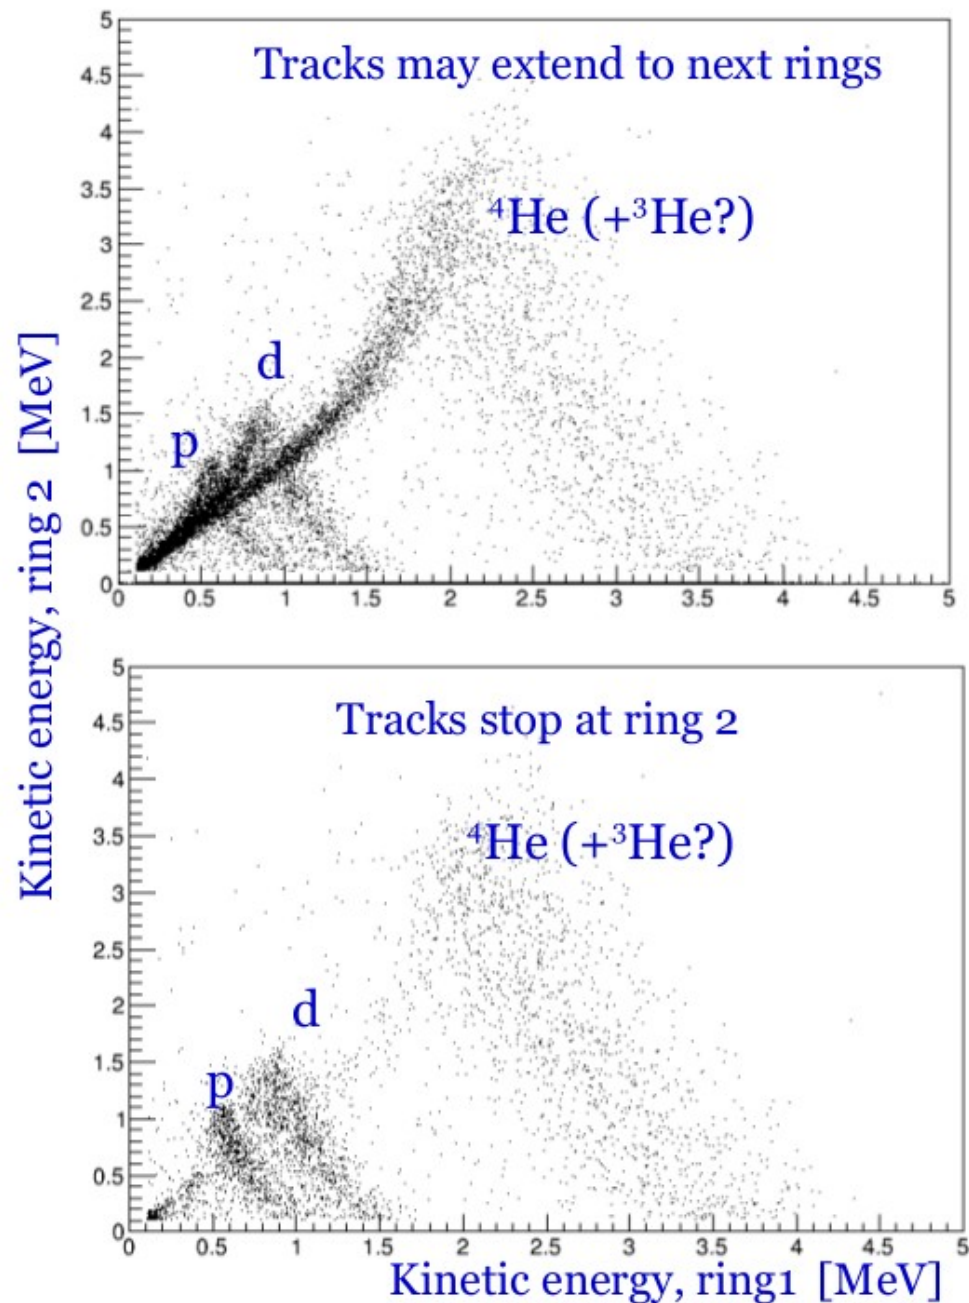 Tracks may extend to next rings
⁴He (+³He?)
d
p
5
4.5
4
3.5
3
2.5
2
1.5
1
0.5
0
0 0.5 1 1.5 2 2.5 3 3.5 4 4.5 5
Kinetic energy, ring 2 [MeV]
Tracks stop at ring 2
⁴He (+³He?)
d
p
5
4.5
4
3.5
3
2.5
2
1.5
1
0.5
0
0 0.5 1 1.5 2 2.5 3 3.5 4 4.5 5
Kinetic energy, ring1 [MeV]